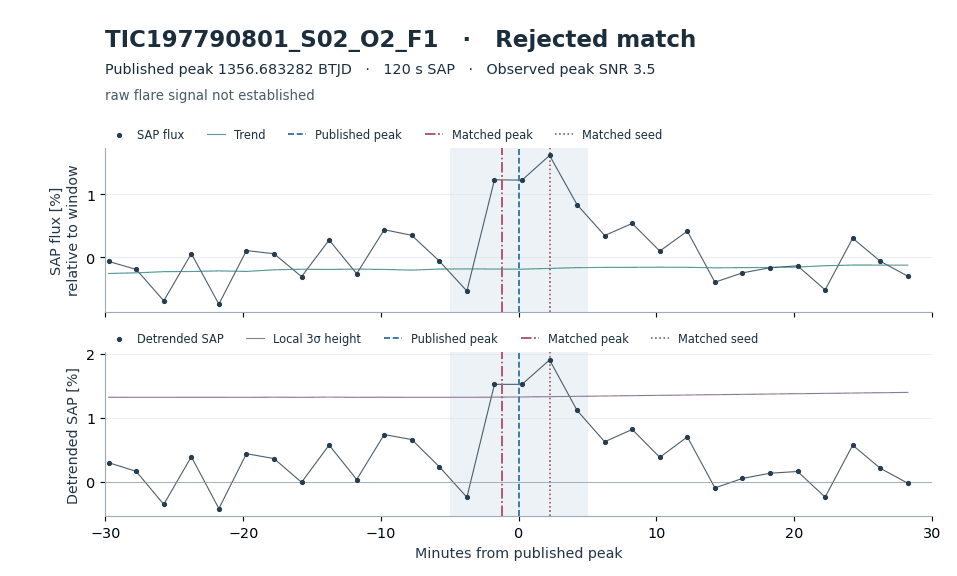 TIC197790801_S02_O2_F1 · Rejected match
Published peak 1356.683282 BTJD · 120 s SAP · Observed peak SNR 3.5
raw flare signal not established
SAP flux Trend Published peak Matched peak Matched seed
SAP flux [%]
relative to window
1
0
Detrended SAP Local 3σ height Published peak Matched peak Matched seed
Detrended SAP [%]
2
1
0
−30 −20 −10 0 10 20 30
Minutes from published peak